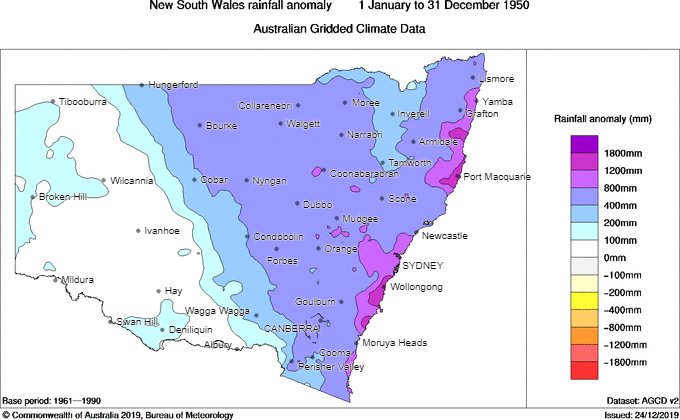 New South Wales rainfall anomaly 1 January to 31 December 1950
Australian Gridded Climate Data
Hungerford
Lismore
Tibooburra
Collarenebri
Moree
Yamba
Inverell
Grafton
Bourke
Walgett
Narrabri
Armidale
Tamworth
Coonabarabran
Port Macquarie
Wilcannia
Cobar
Nyngan
Broken Hill
Scone
Dubboo
Mudgee
Ivanhoe
Condobolin
Newcastle
Orange
Forbes
SYDNEY
Mildura
Hay
Wollongong
Goulburn
Wagga Wagga
Swan Hill
Deniliquin
CANBERRA
Albury
Moruya Heads
Cooma
Perisher Valley
Rainfall anomaly (mm)
1800mm
1200mm
800mm
400mm
200mm
100mm
0mm
−100mm
−200mm
−400mm
−800mm
−1200mm
−1800mm
Base period: 1961—1990
Dataset: AGCD v2
© Commonwealth of Australia 2019, Bureau of Meteorology
Issued: 24/12/2019